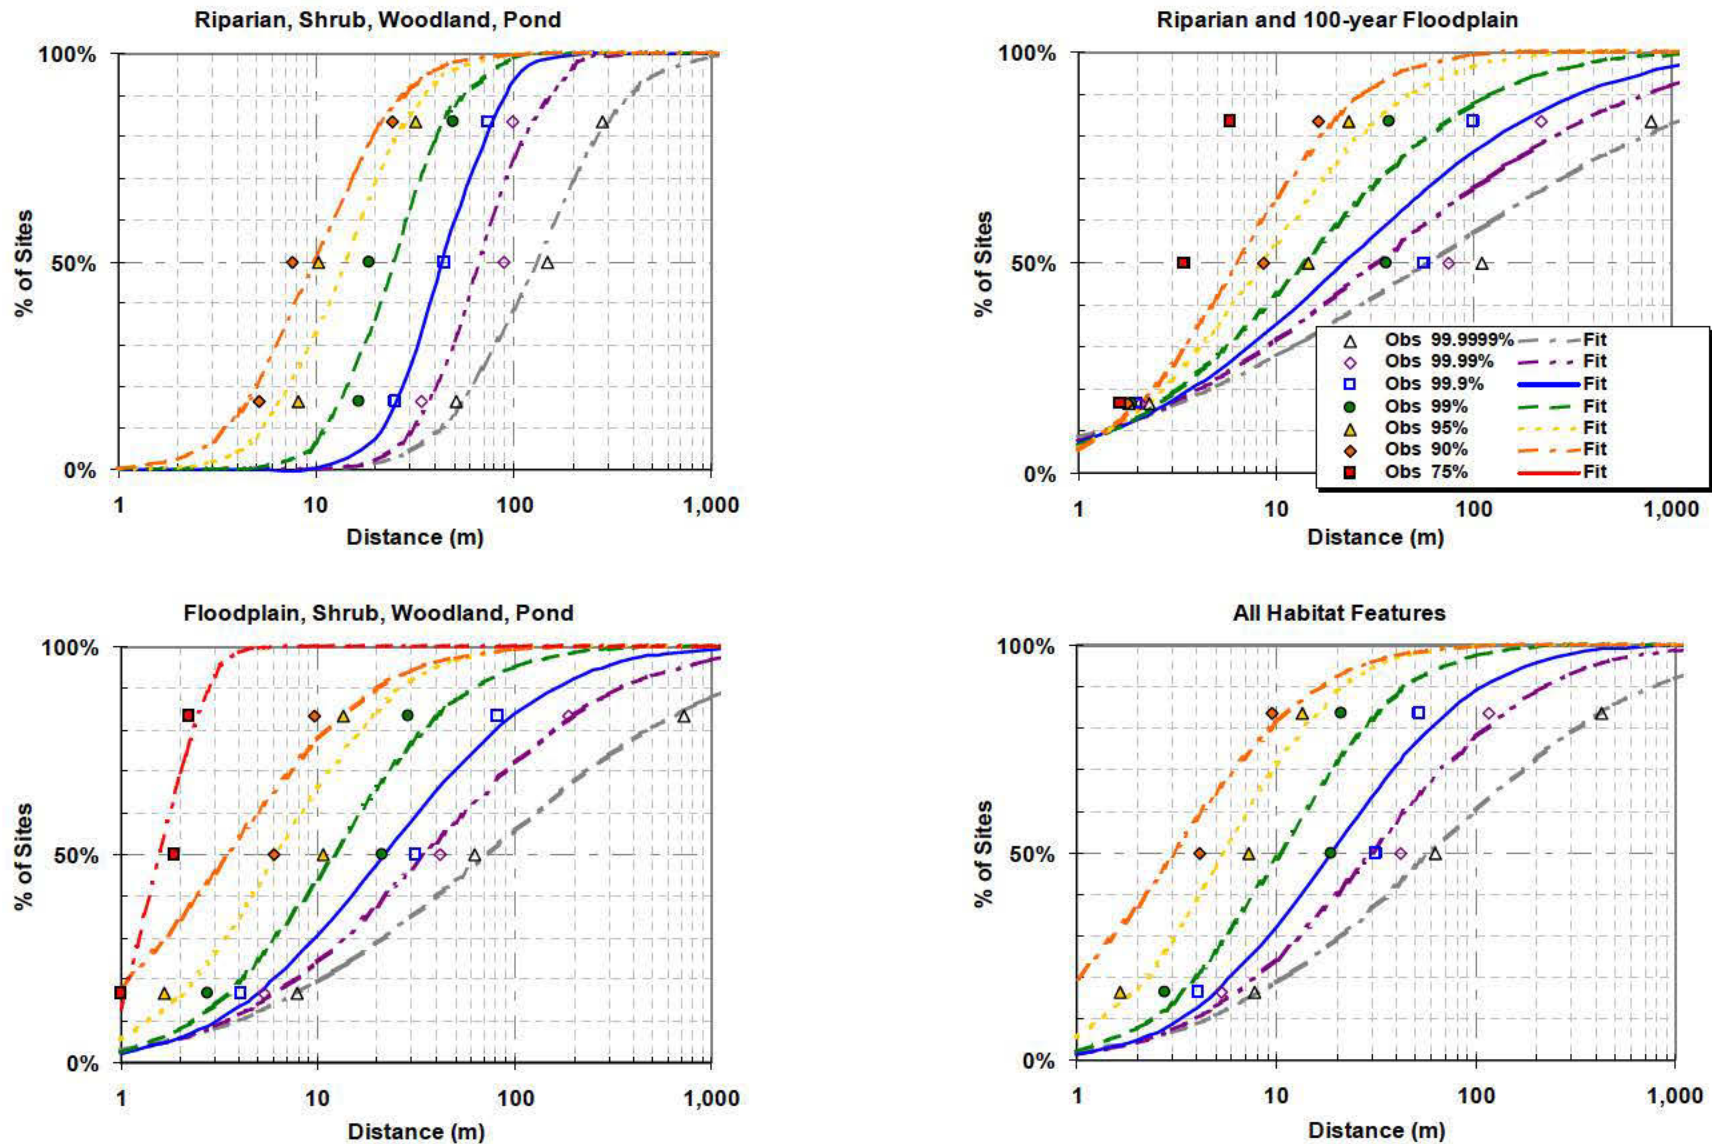 Riparian, Shrub, Woodland, Pond
100%
50%
0%
% of Sites
1 10 100 1,000
Distance (m)
Riparian and 100-year Floodplain
100%
50%
0%
% of Sites
1 10 100 1,000
Distance (m)
Obs 99.9999% Fit
Obs 99.99% Fit
Obs 99.9% Fit
Obs 99% Fit
Obs 95% Fit
Obs 90% Fit
Obs 75% Fit
Floodplain, Shrub, Woodland, Pond
100%
50%
0%
% of Sites
1 10 100 1,000
Distance (m)
All Habitat Features
100%
50%
0%
% of Sites
1 10 100 1,000
Distance (m)